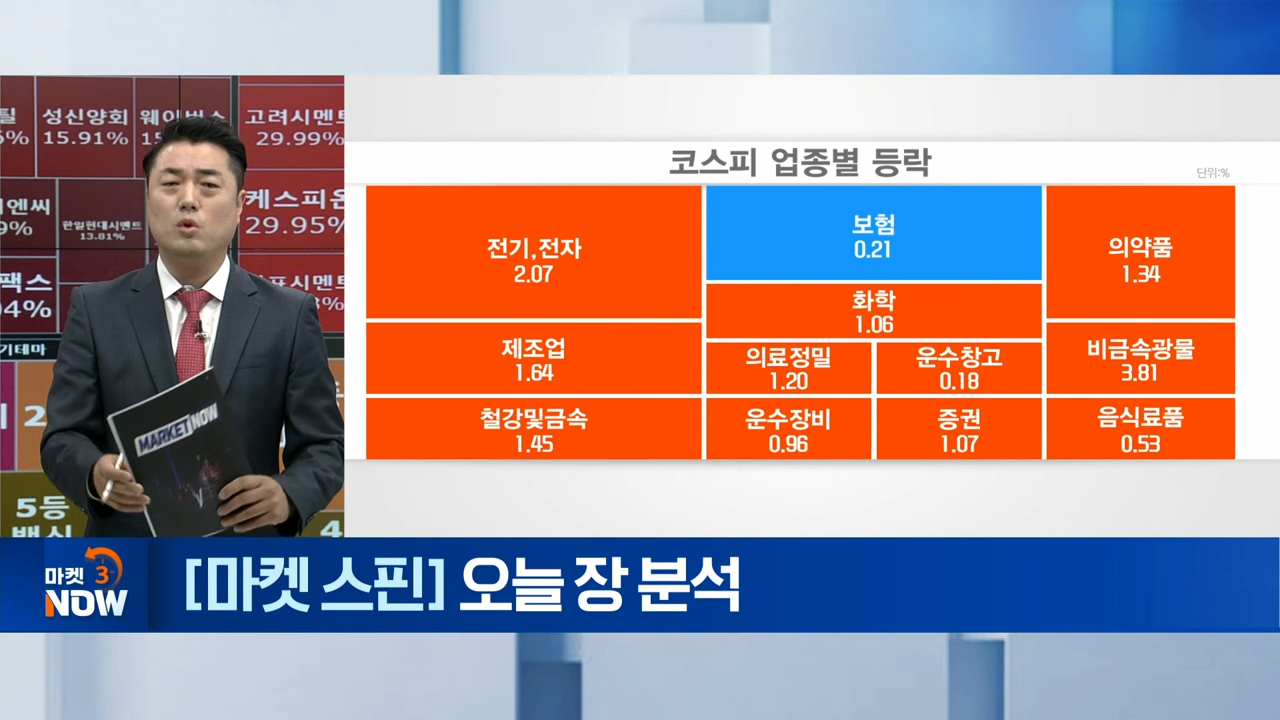 코스피 업종별 등락
단위:%
전기,전자
2.07
보험
0.21
의약품
1.34
화학
1.06
제조업
1.64
의료정밀
1.20
운수창고
0.18
비금속광물
3.81
철강및금속
1.45
운수장비
0.96
증권
1.07
음식료품
0.53
성신양회
15.91%
고려시멘트
29.99%
29.95%
한일현대시멘트
13.81%
5등
MARKET NOW
마켓 3
NOW
[마켓 스핀] 오늘 장 분석